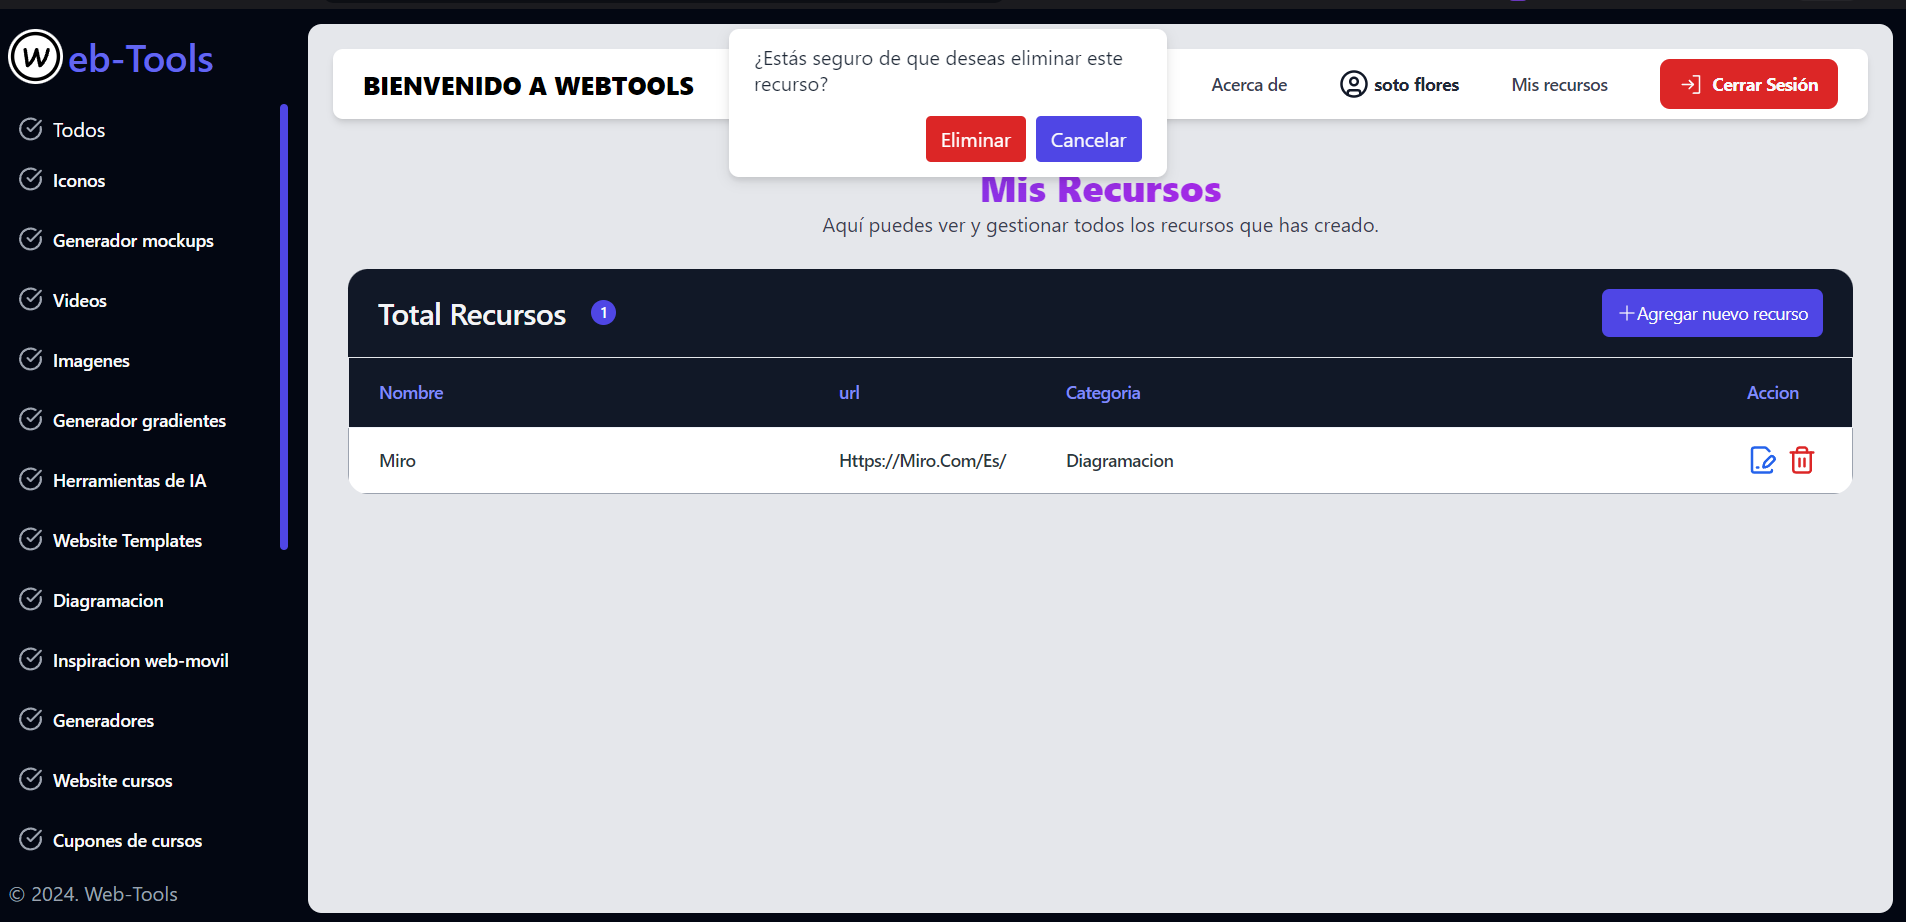 Web-Tools
Todos
Iconos
Generador mockups
Videos
Imagenes
Generador gradientes
Herramientas de IA
Website Templates
Diagramacion
Inspiracion web-movil
Generadores
Website cursos
Cupones de cursos
© 2024. Web-Tools
BIENVENIDO A WEBTOOLS
¿Estás seguro de que deseas eliminar este
recurso?
Eliminar Cancelar
Acerca de soto flores Mis recursos Cerrar Sesión
Mis Recursos
Aquí puedes ver y gestionar todos los recursos que has creado.
Total Recursos 1 +Agregar nuevo recurso
Nombre url Categoria Accion
Miro Https://Miro.Com/Es/ Diagramacion